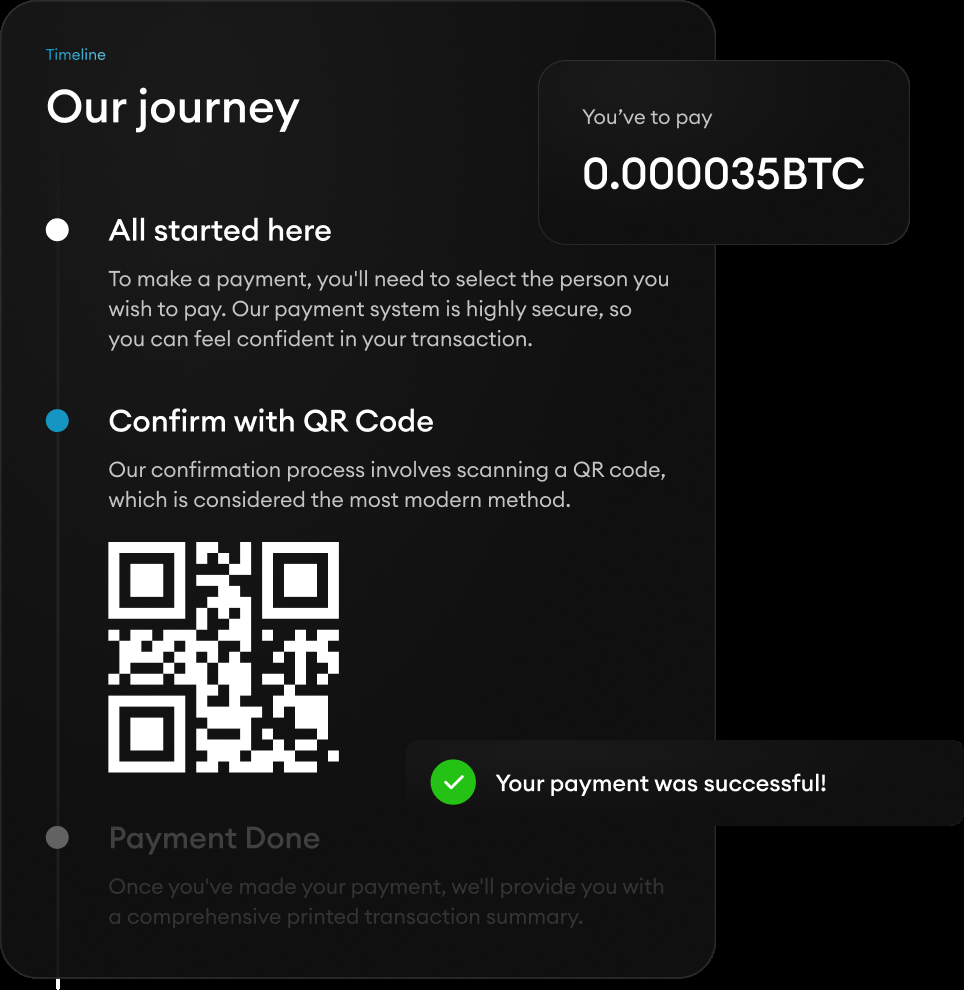 Timeline
Our journey
You’ve to pay
0.000035BTC
All started here
To make a payment, you'll need to select the person you
wish to pay. Our payment system is highly secure, so
you can feel confident in your transaction.
Confirm with QR Code
Our confirmation process involves scanning a QR code,
which is considered the most modern method.
Your payment was successful!
Payment Done
Once you've made your payment, we'll provide you with
a comprehensive printed transaction summary.